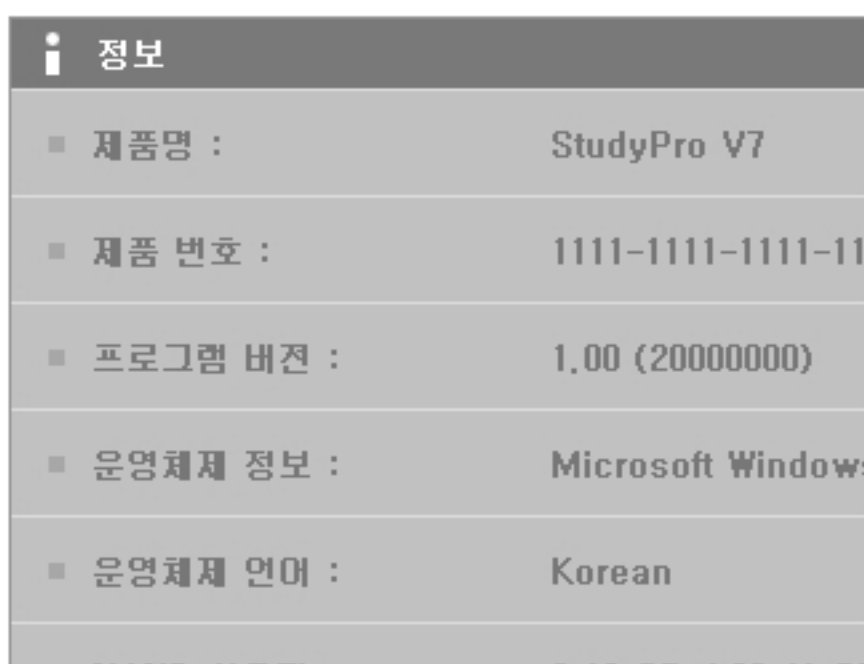 정보
제품명 : StudyPro V7
제품 번호 : 1111-1111-1111-11
프로그램 버전 : 1.00 (20000000)
운영체제 정보 : Microsoft Windows
운영체제 언어 : Korean